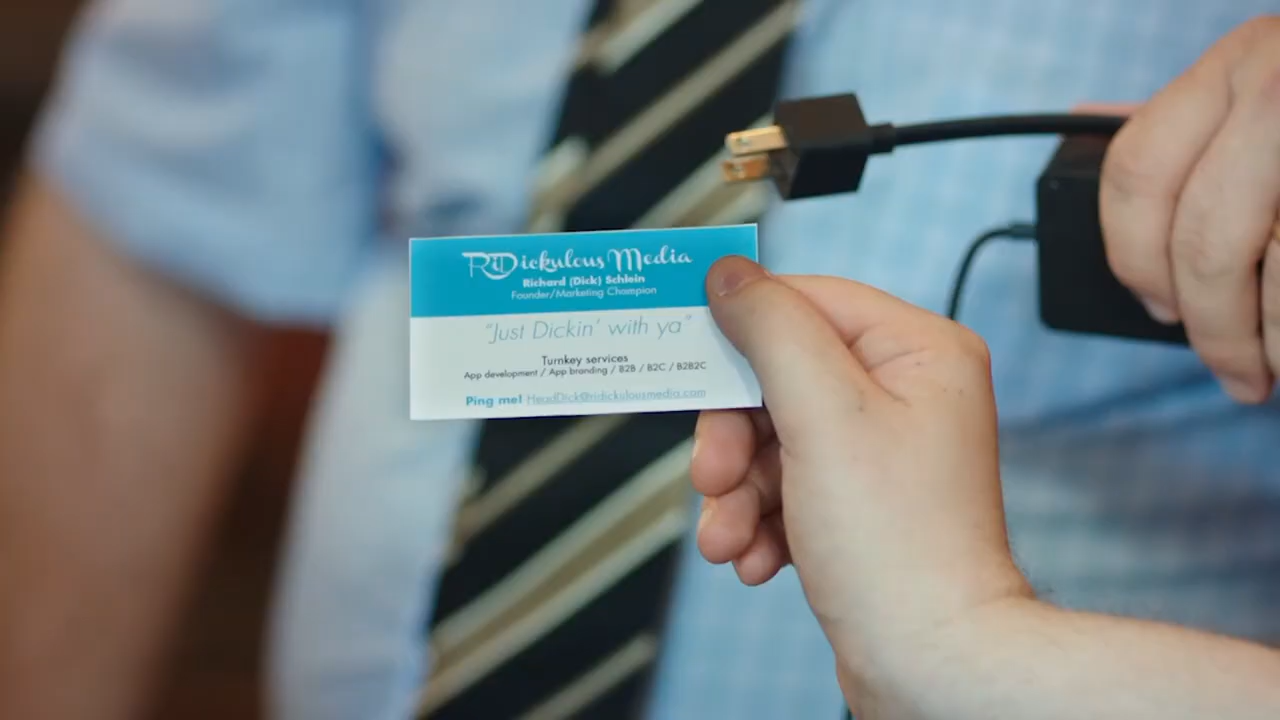 RiDickulous Media
Richard (Dick) Schlein
Founder/Marketing Champion
"Just Dickin' with ya"
Turnkey services
App development / App branding / B2B / B2C / B2B2C
Ping me! HeadDick@ridickulousmedia.com